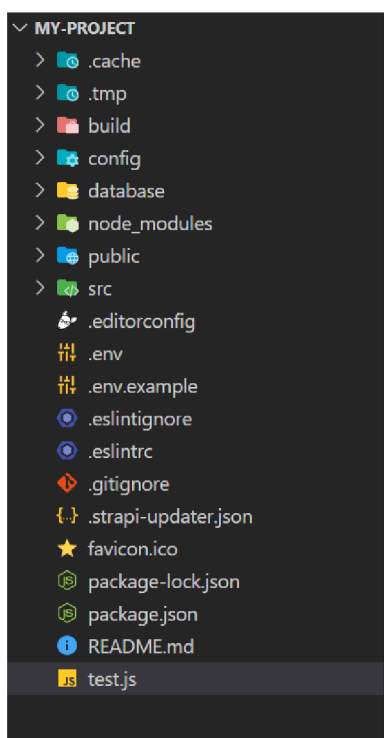 MY-PROJECT
.cache
.tmp
build
config
database
node_modules
public
src
.editorconfig
.env
.env.example
.eslintignore
.eslintrc
.gitignore
.strapi-updater.json
favicon.ico
package-lock.json
package.json
README.md
test.js